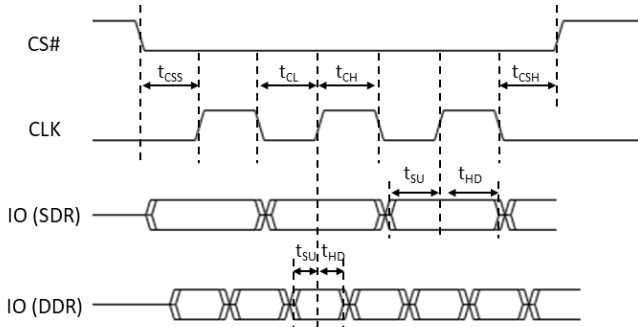 CS#
tCSS tCL tCH tCSH
CLK
tSU tHD
IO (SDR)
tSU tHD
IO (DDR)